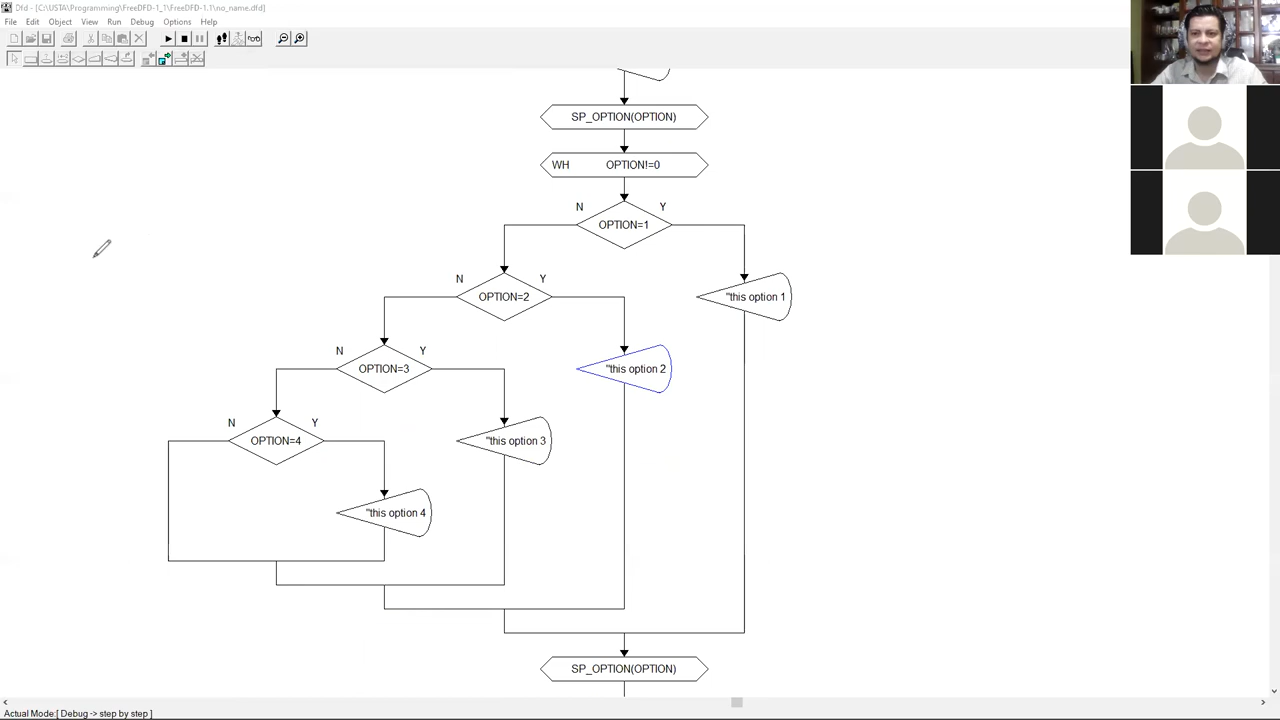 Dfd - [C:\USTA\Programming\FreeDFD-1_1\FreeDFD-1.1\no_name.dfd]
File Edit Object View Run Debug Options Help
SP_OPTION(OPTION)
WH OPTION!=0
N Y
OPTION=1
N Y
OPTION=2
"this option 1
N Y
OPTION=3
"this option 2
N Y
OPTION=4
"this option 3
"this option 4
SP_OPTION(OPTION)
Actual Mode:[ Debug -> step by step ]